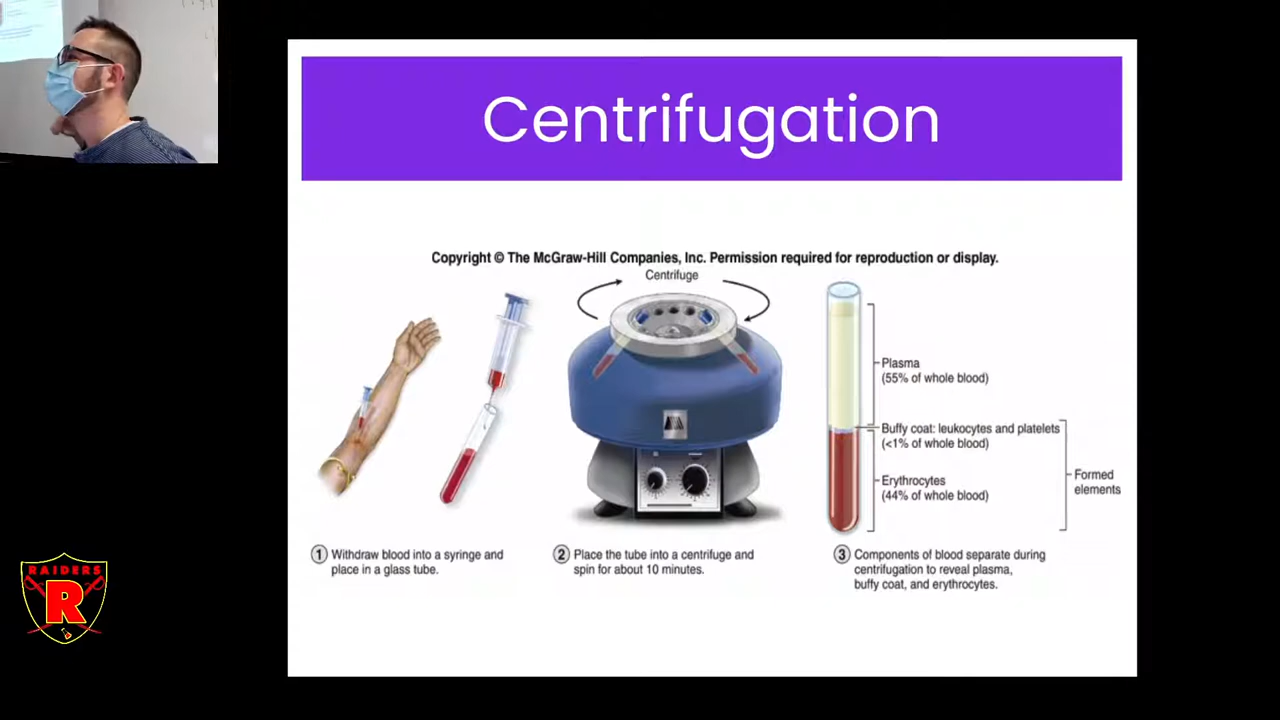 Centrifugation
Copyright © The McGraw-Hill Companies, Inc. Permission required for reproduction or display.
Centrifuge
Plasma
(55% of whole blood)
Buffy coat: leukocytes and platelets
(<1% of whole blood)
Erythrocytes
(44% of whole blood)
Formed
elements
1 Withdraw blood into a syringe and
place in a glass tube.
2 Place the tube into a centrifuge and
spin for about 10 minutes.
3 Components of blood separate during
centrifugation to reveal plasma,
buffy coat, and erythrocytes.
RAIDERS
R